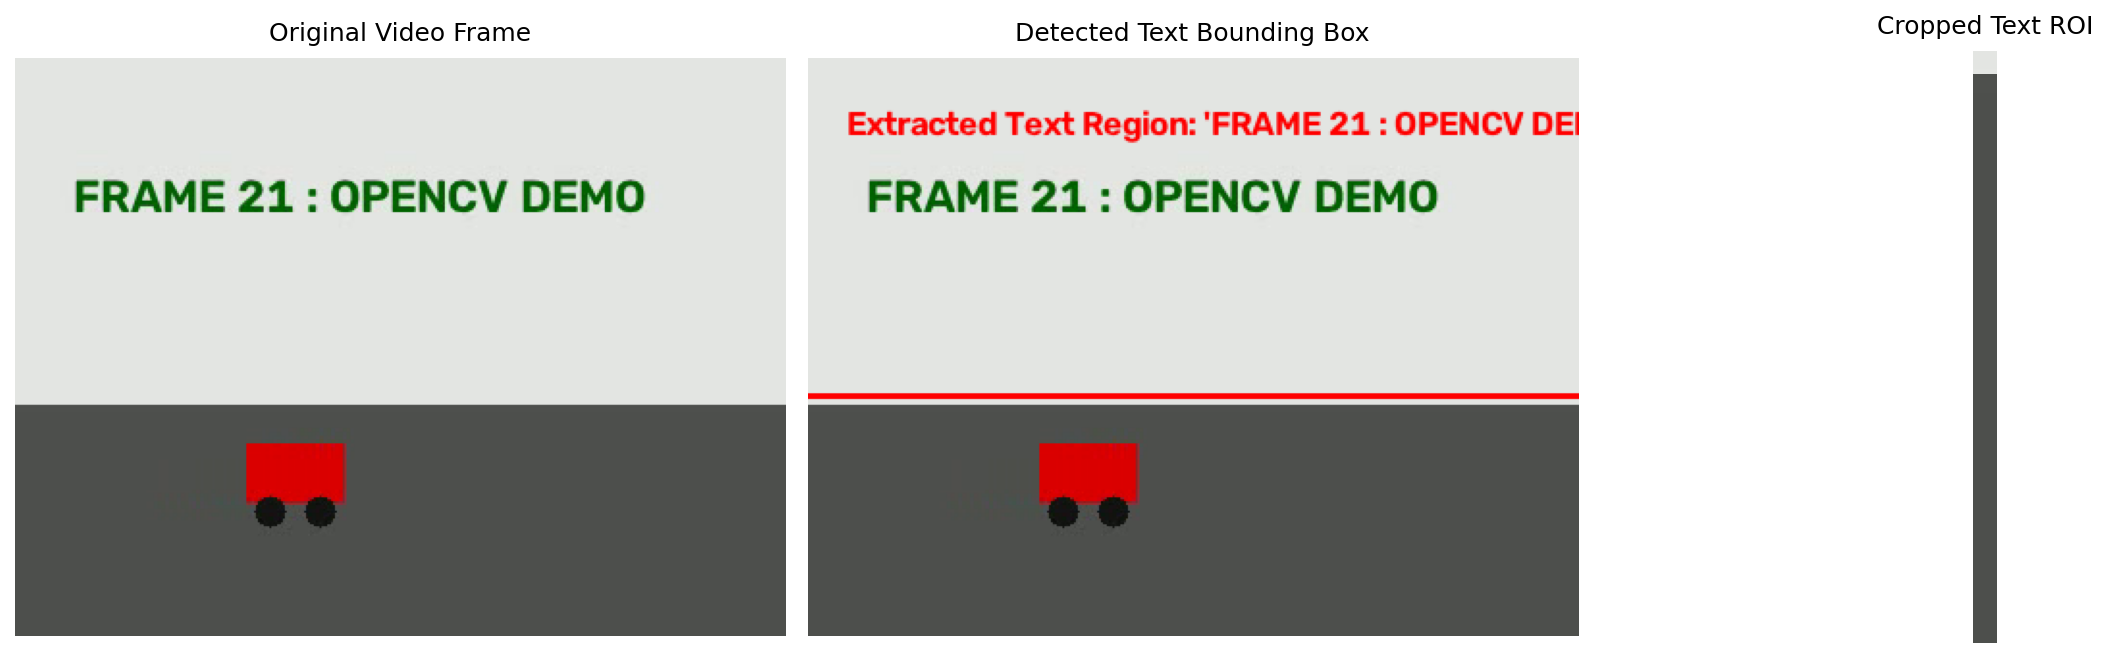 Original Video Frame
Detected Text Bounding Box
Cropped Text ROI
Extracted Text Region: 'FRAME 21 : OPENCV DE
FRAME 21 : OPENCV DEMO
FRAME 21 : OPENCV DEMO